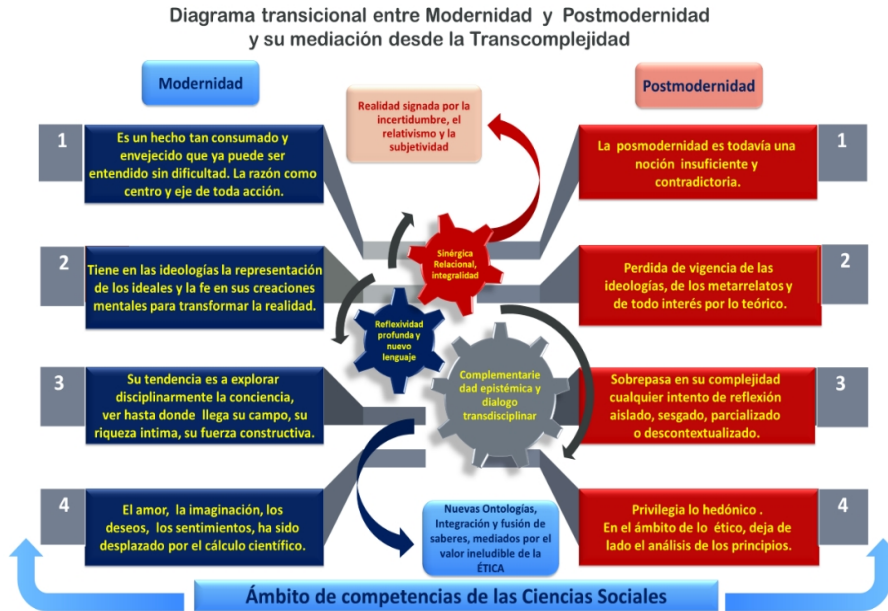 Diagrama transicional entre Modernidad y Postmodernidad
y su mediación desde la Transcomplejidad
Modernidad
Postmodernidad
Realidad signada por la
incertidumbre, el
relativismo y la
subjetividad
1
Es un hecho tan consumado y
envejecido que ya puede ser
entendido sin dificultad. La razón como
centro y eje de toda acción.
La posmodernidad es todavía una
noción insuficiente y
contradictoria.
1
2
Tiene en las ideologías la representación
de los ideales y la fe en sus creaciones
mentales para transformar la realidad.
Sinérgica
Relacional,
integralidad
Perdida de vigencia de las
ideologías, de los metarrelatos y
de todo interés por lo teórico.
2
Reflexividad
profunda y
nuevo
lenguaje
3
Su tendencia es a explorar
disciplinarmente la conciencia,
ver hasta donde llega su campo, su
riqueza intima, su fuerza constructiva.
Complementarie
dad epistémica y
dialogo
transdisciplinar
Sobrepasa en su complejidad
cualquier intento de reflexión
aislado, sesgado, parcializado
o descontextualizado.
3
4
El amor, la imaginación, los
deseos, los sentimientos, ha sido
desplazado por el cálculo científico.
Nuevas Ontologías,
Integración y fusión de
saberes, mediados por el
valor ineludible de la
ÉTICA
Privilegia lo hedónico .
En el ámbito de lo ético, deja de
lado el análisis de los principios.
4
Ámbito de competencias de las Ciencias Sociales